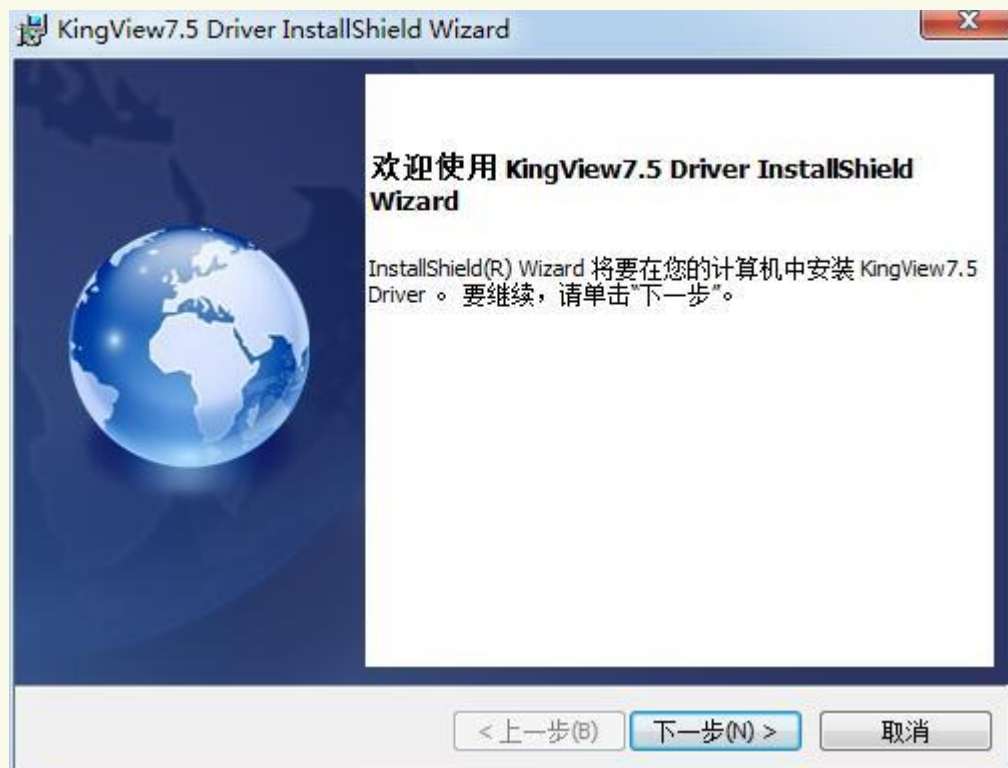 KingView7.5 Driver InstallShield Wizard
欢迎使用 KingView7.5 Driver InstallShield
Wizard
InstallShield(R) Wizard 将要在您的计算机中安装 KingView7.5
Driver 。 要继续，请单击“下一步”。
< 上一步(B) 下一步(N) > 取消